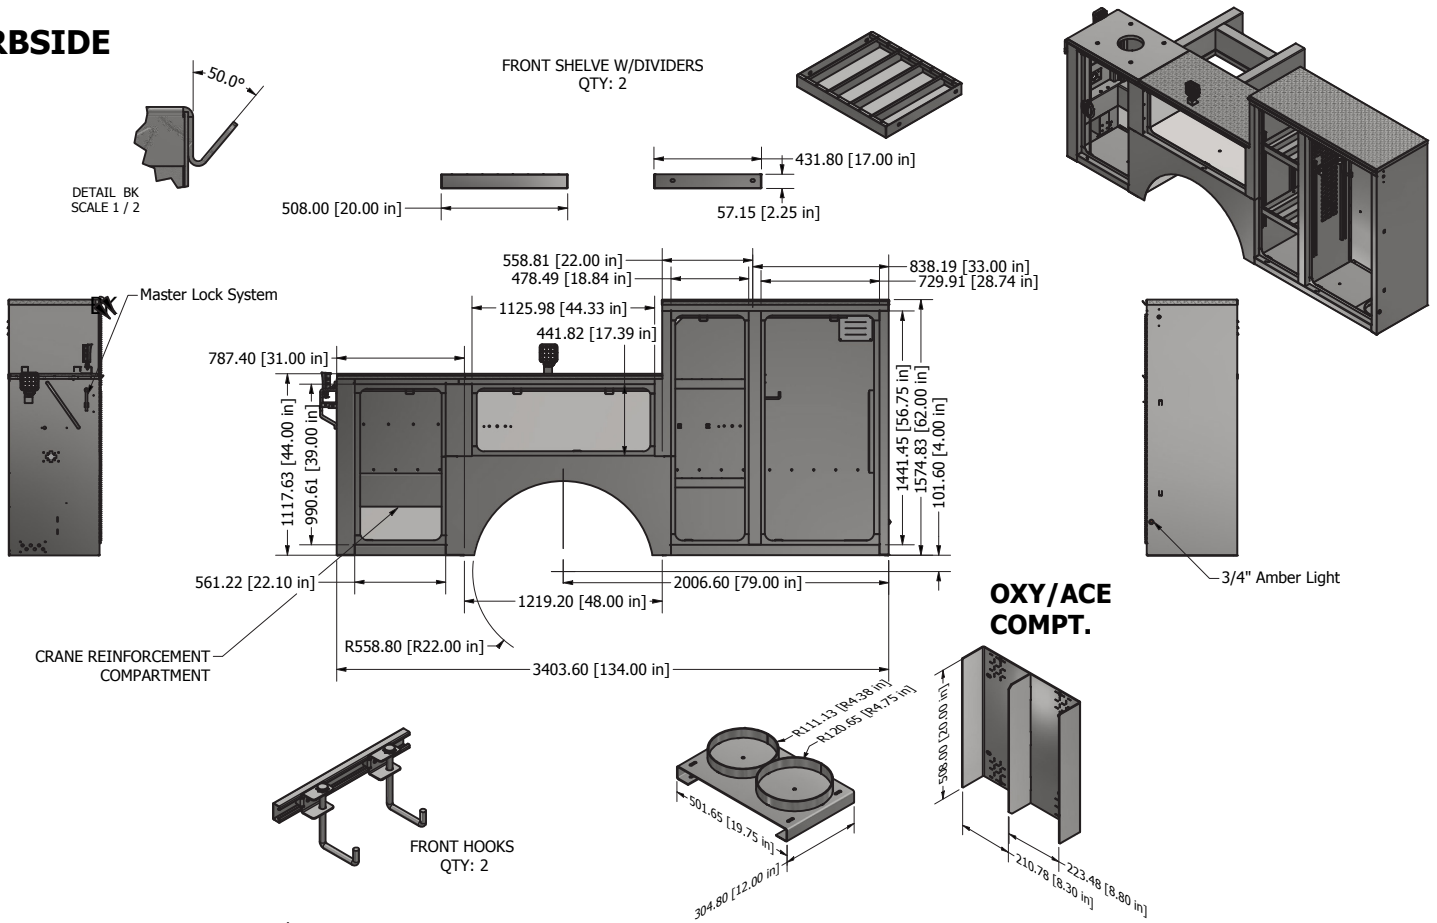 RBSIDE
50.0°
DETAIL BK
SCALE 1 / 2
FRONT SHELVE W/DIVIDERS
QTY: 2
508.00 [20.00 in]
431.80 [17.00 in]
57.15 [2.25 in]
Master Lock System
558.81 [22.00 in]
838.19 [33.00 in]
478.49 [18.84 in]
729.91 [28.74 in]
1125.98 [44.33 in]
441.82 [17.39 in]
787.40 [31.00 in]
1117.63 [44.00 in]
990.61 [39.00 in]
1441.45 [56.75 in]
1574.83 [62.00 in]
101.60 [4.00 in]
561.22 [22.10 in]
2006.60 [79.00 in]
1219.20 [48.00 in]
R558.80 [R22.00 in]
3403.60 [134.00 in]
CRANE REINFORCEMENT
COMPARTMENT
3/4" Amber Light
OXY/ACE
COMPT.
FRONT HOOKS
QTY: 2
R111.13 [R4.38 in]
R120.65 [R4.75 in]
501.65 [19.75 in]
304.80 [12.00 in]
508.00 [20.00 in]
210.78 [8.30 in]
223.48 [8.80 in]